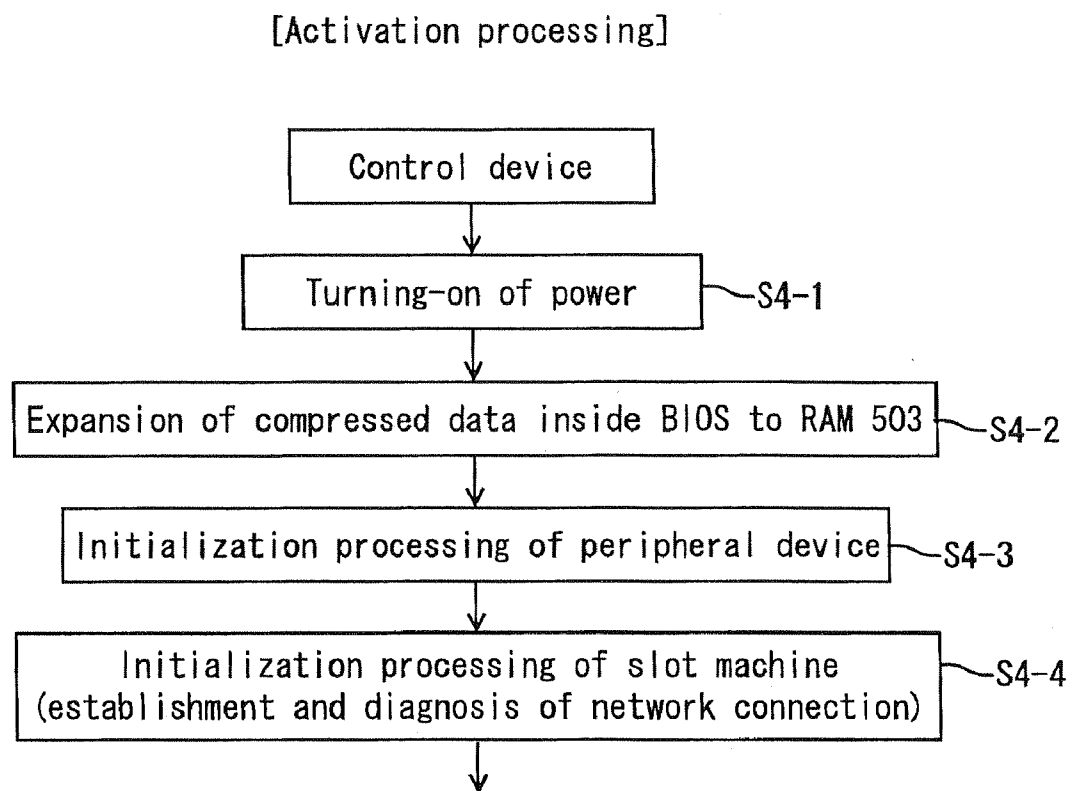 [Activation processing]
Control device
Turning-on of power
S4-1
Expansion of compressed data inside BIOS to RAM 503
S4-2
Initialization processing of peripheral device
S4-3
Initialization processing of slot machine
(establishment and diagnosis of network connection)
S4-4